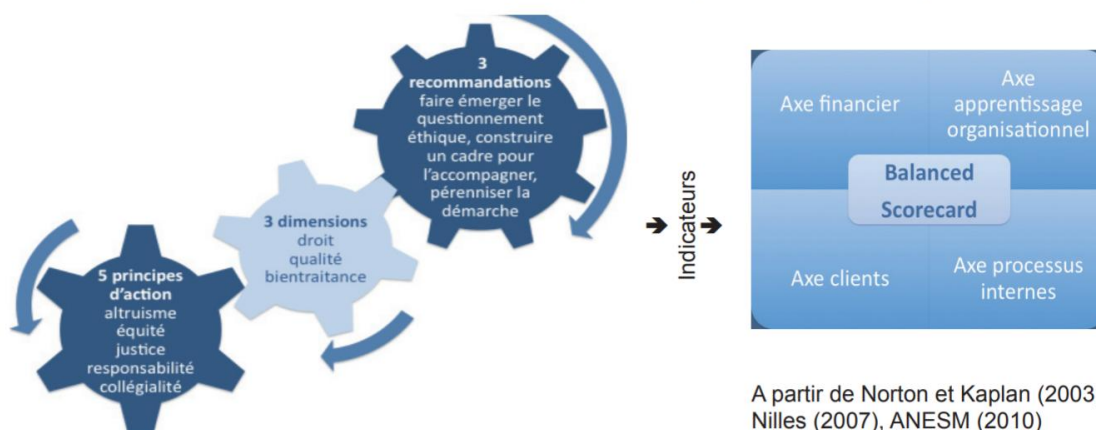 3
recommandations
faire émerger le
questionnement
éthique, construire
un cadre pour
l'accompagner,
pérenniser la
démarche
3 dimensions
droit
qualité
bientraitance
5 principes
d'action
altruisme
équité
justice
responsabilité
collégialité
➔ Indicateurs ➔
Axe financier
Axe
apprentissage
organisationnel
Balanced
Scorecard
Axe clients
Axe processus
internes
A partir de Norton et Kaplan (2003
Nilles (2007), ANESM (2010)